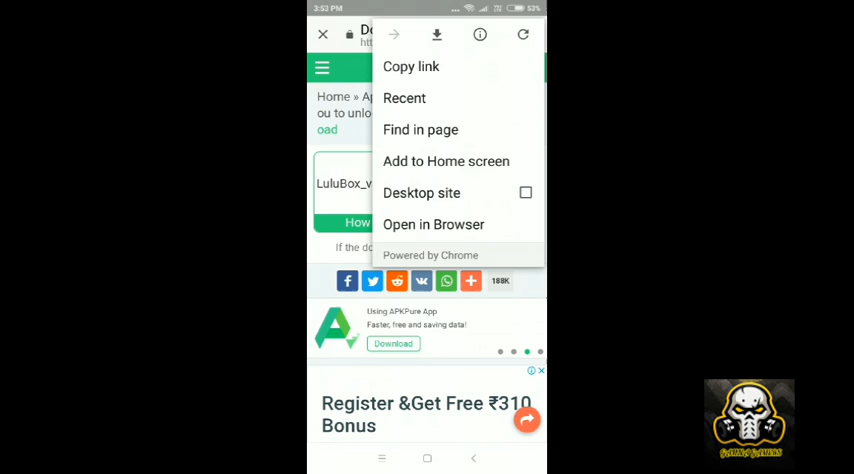 3:53 PM
53%
Do
htt
Copy link
Recent
Find in page
Add to Home screen
Desktop site
Open in Browser
Powered by Chrome
Home » Ap
ou to unlo
oad
LuluBox_v
How
If the do
188K
Using APKPure App
Faster, free and saving data!
Download
Register &Get Free ₹310
Bonus